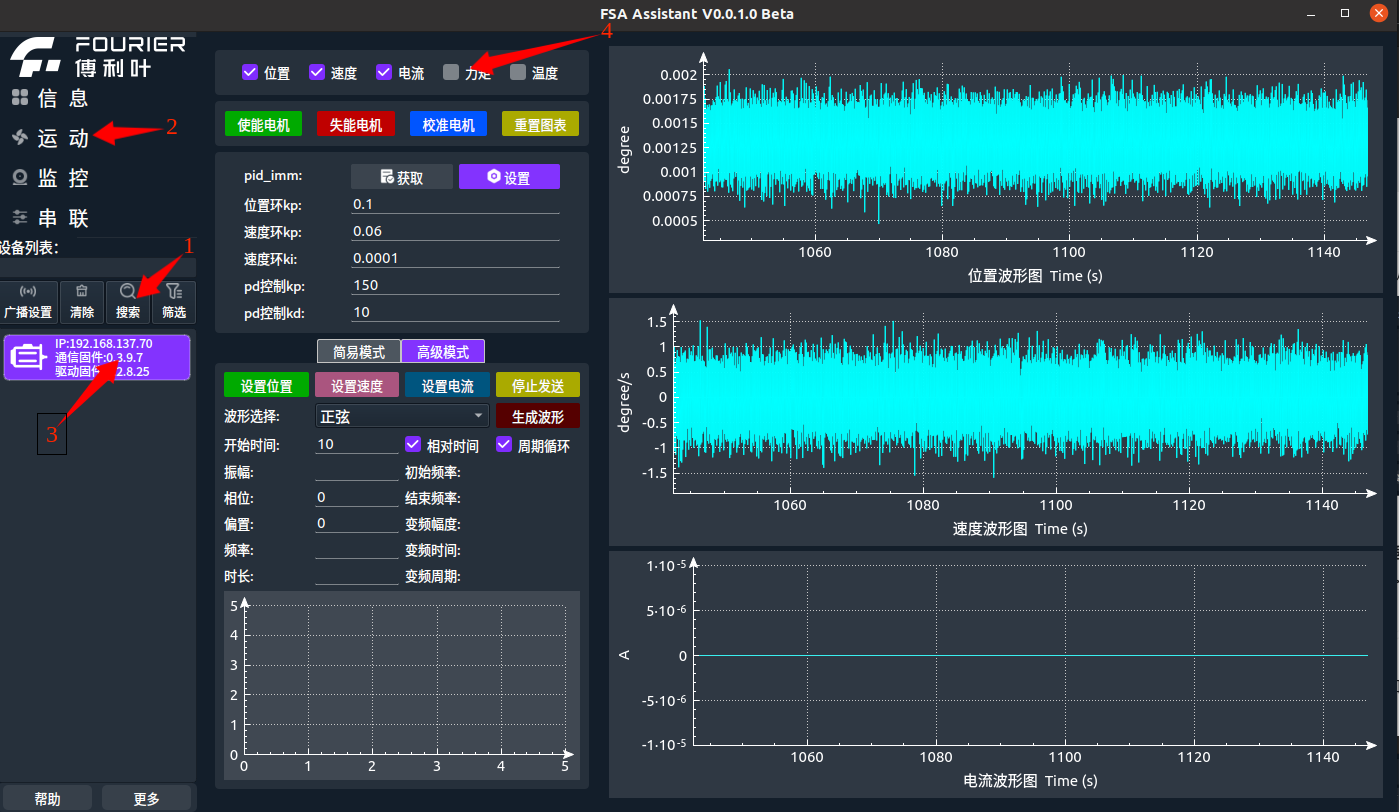 FSA Assistant V0.0.1.0 Beta
FOURIER
傅利叶
信 息
运 动
监 控
串 联
设备列表:
广播设置
清除
搜索
筛选
IP:192.168.137.70
通信固件:0.3.9.7
驱动固件
2.8.25
1
2
3
4
帮助
更多
位置
速度
电流
力矩
温度
使能电机
失能电机
校准电机
重置图表
pid_imm:
获取
设置
位置环kp:
0.1
速度环kp:
0.06
速度环ki:
0.0001
pd控制kp:
150
pd控制kd:
10
简易模式
高级模式
设置位置
设置速度
设置电流
停止发送
波形选择:
正弦
生成波形
开始时间:
10
相对时间
周期循环
振幅:
初始频率:
相位:
0
结束频率:
偏置:
0
变频幅度:
频率:
变频时间:
时长:
变频周期:
5
4
3
2
1
0
0 1 2 3 4 5
degree
0.002
0.00175
0.0015
0.00125
0.001
0.00075
0.0005
1060 1080 1100 1120 1140
位置波形图 Time (s)
degree/s
1.5
1
0.5
0
-0.5
-1
-1.5
1060 1080 1100 1120 1140
速度波形图 Time (s)
A
1·10⁻⁵
5·10⁻⁶
0
-5·10⁻⁶
-1·10⁻⁵
1060 1080 1100 1120 1140
电流波形图 Time (s)